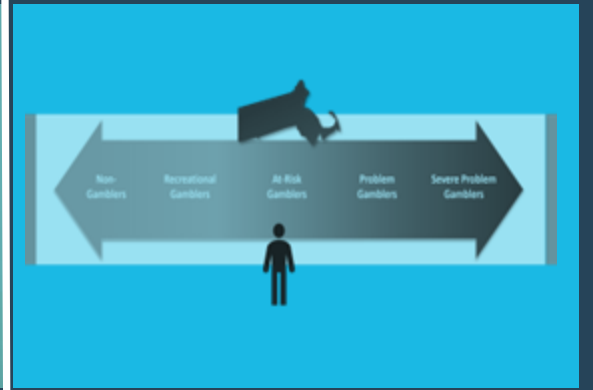 Non-
Gamblers
Recreational
Gamblers
At-Risk
Gamblers
Problem
Gamblers
Severe Problem
Gamblers